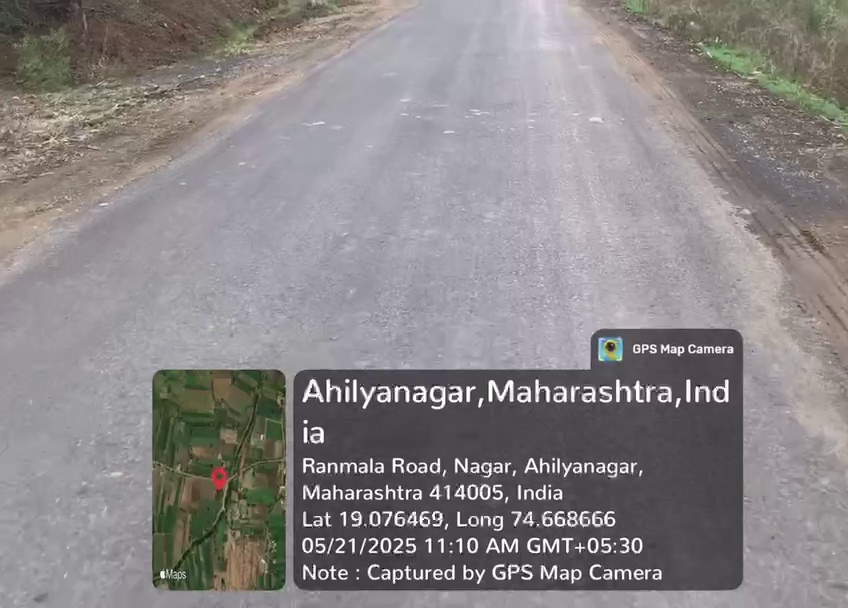 GPS Map Camera
Ahilyanagar,Maharashtra,Ind
ia
Ranmala Road, Nagar, Ahilyanagar,
Maharashtra 414005, India
Lat 19.076469, Long 74.668666
05/21/2025 11:10 AM GMT+05:30
Note : Captured by GPS Map Camera
Maps